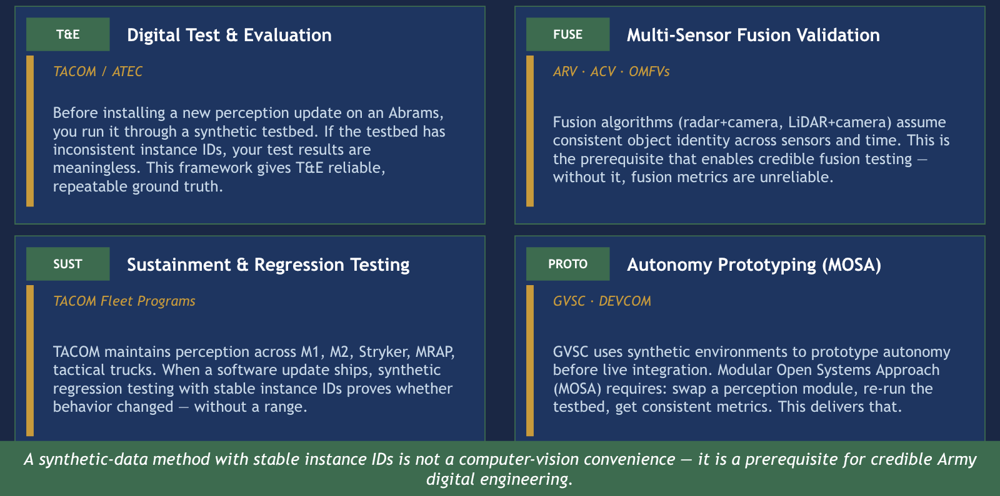 T&E
Digital Test & Evaluation
TACOM / ATEC
Before installing a new perception update on an Abrams,
you run it through a synthetic testbed. If the testbed has
inconsistent instance IDs, your test results are
meaningless. This framework gives T&E reliable,
repeatable ground truth.
FUSE
Multi-Sensor Fusion Validation
ARV · ACV · OMFVs
Fusion algorithms (radar+camera, LiDAR+camera) assume
consistent object identity across sensors and time. This is
the prerequisite that enables credible fusion testing —
without it, fusion metrics are unreliable.
SUST
Sustainment & Regression Testing
TACOM Fleet Programs
TACOM maintains perception across M1, M2, Stryker, MRAP,
tactical trucks. When a software update ships, synthetic
regression testing with stable instance IDs proves whether
behavior changed — without a range.
PROTO
Autonomy Prototyping (MOSA)
GVSC · DEVCOM
GVSC uses synthetic environments to prototype autonomy
before live integration. Modular Open Systems Approach
(MOSA) requires: swap a perception module, re-run the
testbed, get consistent metrics. This delivers that.
A synthetic-data method with stable instance IDs is not a computer-vision convenience — it is a prerequisite for credible Army
digital engineering.